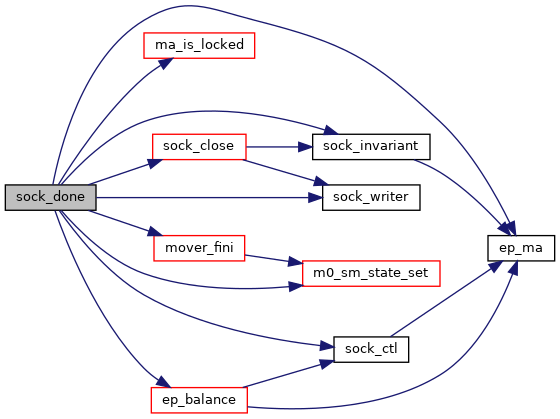 ma_is_locked
sock_close
sock_invariant
sock_done
sock_writer
mover_fini
ep_ma
m0_sm_state_set
sock_ctl
ep_balance